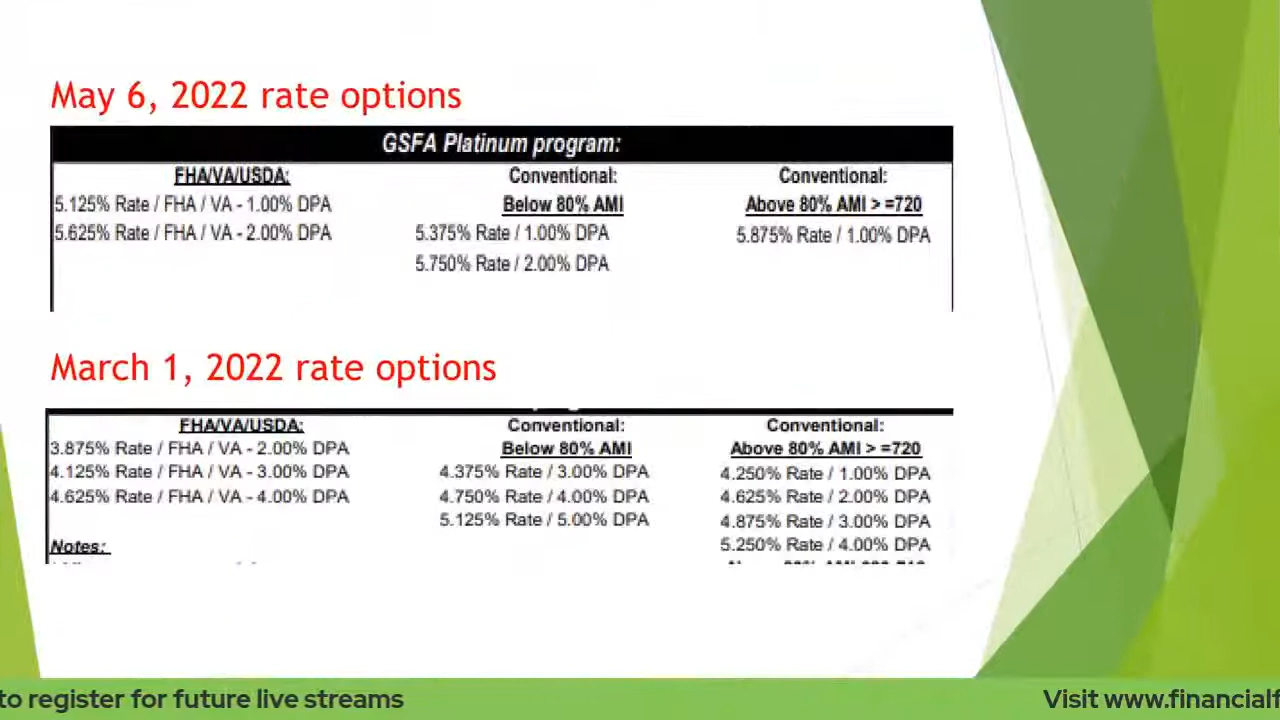 May 6, 2022 rate options
GSFA Platinum program:
FHA/VA/USDA:
5.125% Rate / FHA / VA - 1.00% DPA
5.625% Rate / FHA / VA - 2.00% DPA
Conventional:
Below 80% AMI
5.375% Rate / 1.00% DPA
5.750% Rate / 2.00% DPA
Conventional:
Above 80% AMI > =720
5.875% Rate / 1.00% DPA
March 1, 2022 rate options
FHA/VA/USDA:
3.875% Rate / FHA / VA - 2.00% DPA
4.125% Rate / FHA / VA - 3.00% DPA
4.625% Rate / FHA / VA - 4.00% DPA
Notes:
Conventional:
Below 80% AMI
4.375% Rate / 3.00% DPA
4.750% Rate / 4.00% DPA
5.125% Rate / 5.00% DPA
Conventional:
Above 80% AMI > =720
4.250% Rate / 1.00% DPA
4.625% Rate / 2.00% DPA
4.875% Rate / 3.00% DPA
5.250% Rate / 4.00% DPA
to register for future live streams
Visit www.financialf